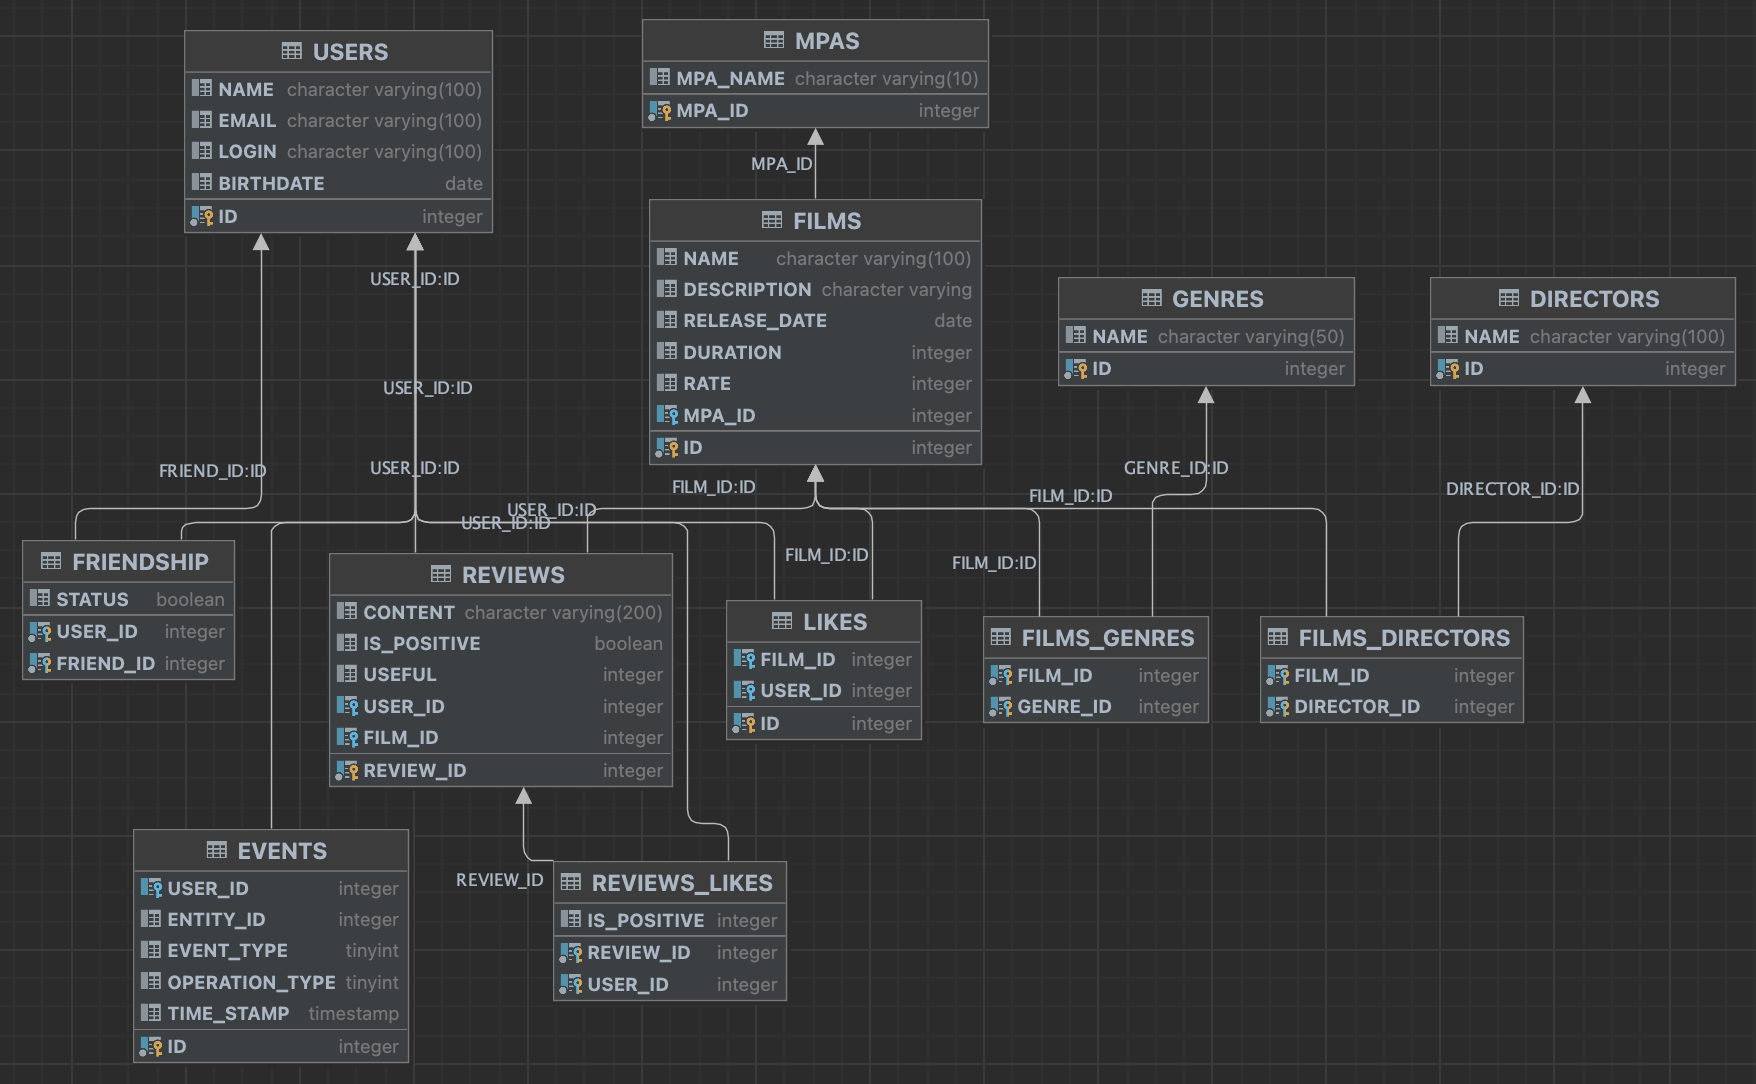 USERS
NAME character varying(100)
EMAIL character varying(100)
LOGIN character varying(100)
BIRTHDATE date
ID integer
MPAS
MPA_NAME character varying(10)
MPA_ID integer
MPA_ID
FILMS
NAME character varying(100)
DESCRIPTION character varying
RELEASE_DATE date
DURATION integer
RATE integer
MPA_ID integer
ID integer
GENRES
NAME character varying(50)
ID integer
DIRECTORS
NAME character varying(100)
ID integer
USER_ID:ID
USER_ID:ID
USER_ID:ID
FRIEND_ID:ID
USER_ID:ID
USER_ID:ID
FILM_ID:ID
FILM_ID:ID
GENRE_ID:ID
DIRECTOR_ID:ID
FILM_ID:ID
FILM_ID:ID
FRIENDSHIP
STATUS boolean
USER_ID integer
FRIEND_ID integer
REVIEWS
CONTENT character varying(200)
IS_POSITIVE boolean
USEFUL integer
USER_ID integer
FILM_ID integer
REVIEW_ID integer
LIKES
FILM_ID integer
USER_ID integer
ID integer
FILMS_GENRES
FILM_ID integer
GENRE_ID integer
FILMS_DIRECTORS
FILM_ID integer
DIRECTOR_ID integer
EVENTS
USER_ID integer
ENTITY_ID integer
EVENT_TYPE tinyint
OPERATION_TYPE tinyint
TIME_STAMP timestamp
ID integer
REVIEW_ID
REVIEWS_LIKES
IS_POSITIVE integer
REVIEW_ID integer
USER_ID integer